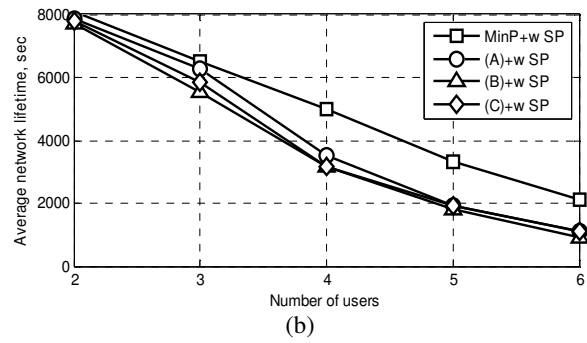 8000
6000
4000
2000
0
Average network lifetime, sec
MinP+w SP
(A)+w SP
(B)+w SP
(C)+w SP
2 3 4 5 6
Number of users
(b)